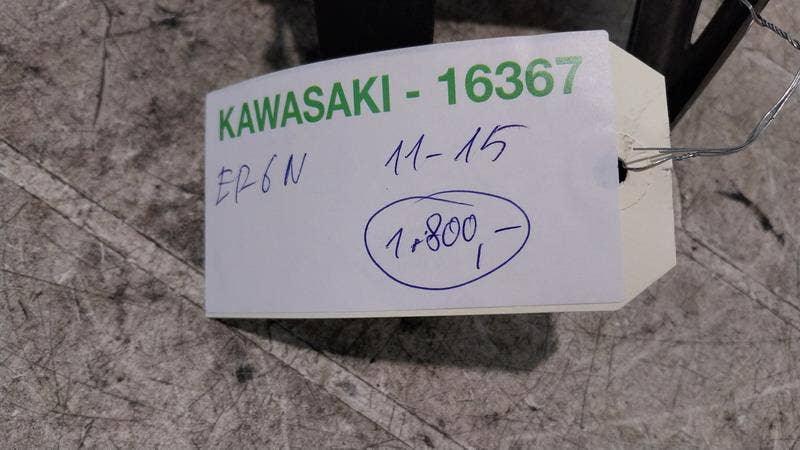 KAWASAKI - 16367
ER6N 11-15
1.800,-